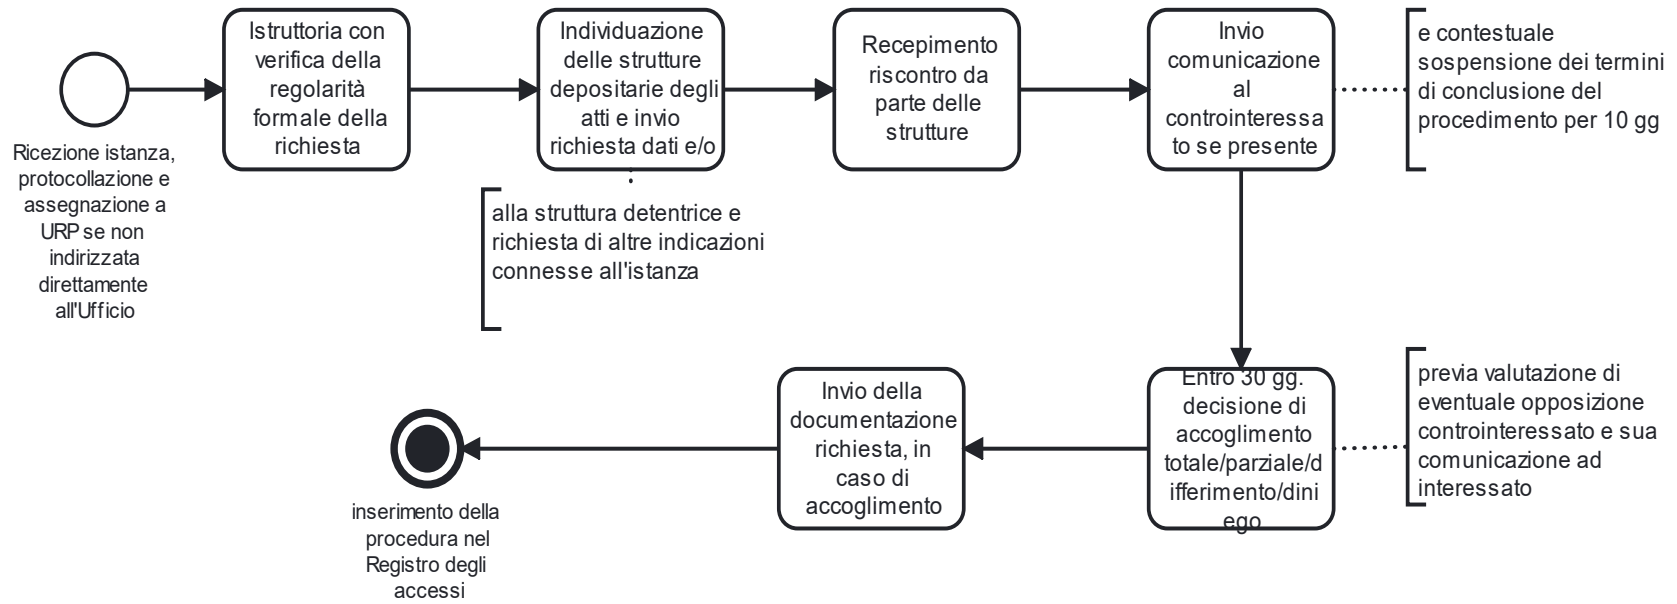 Ricezione istanza,
protocollazione e
assegnazione a
URP se non
indirizzata
direttamente
all'Ufficio
Istruttoria con
verifica della
regolarità
formale della
richiesta
Individuazione
delle strutture
depositarie degli
atti e invio
richiesta dati e/o
alla struttura detentrice e
richiesta di altre indicazioni
connesse all'istanza
Recepimento
riscontro da
parte delle
strutture
Invio
comunicazione
al
controinteressa
to se presente
e contestuale
sospensione dei termini
di conclusione del
procedimento per 10 gg
Entro 30 gg.
decisione di
accoglimento
totale/parziale/d
ifferimento/dini
ego
previa valutazione di
eventuale opposizione
controinteressato e sua
comunicazione ad
interessato
Invio della
documentazione
richiesta, in
caso di
accoglimento
inserimento della
procedura nel
Registro degli
accessi